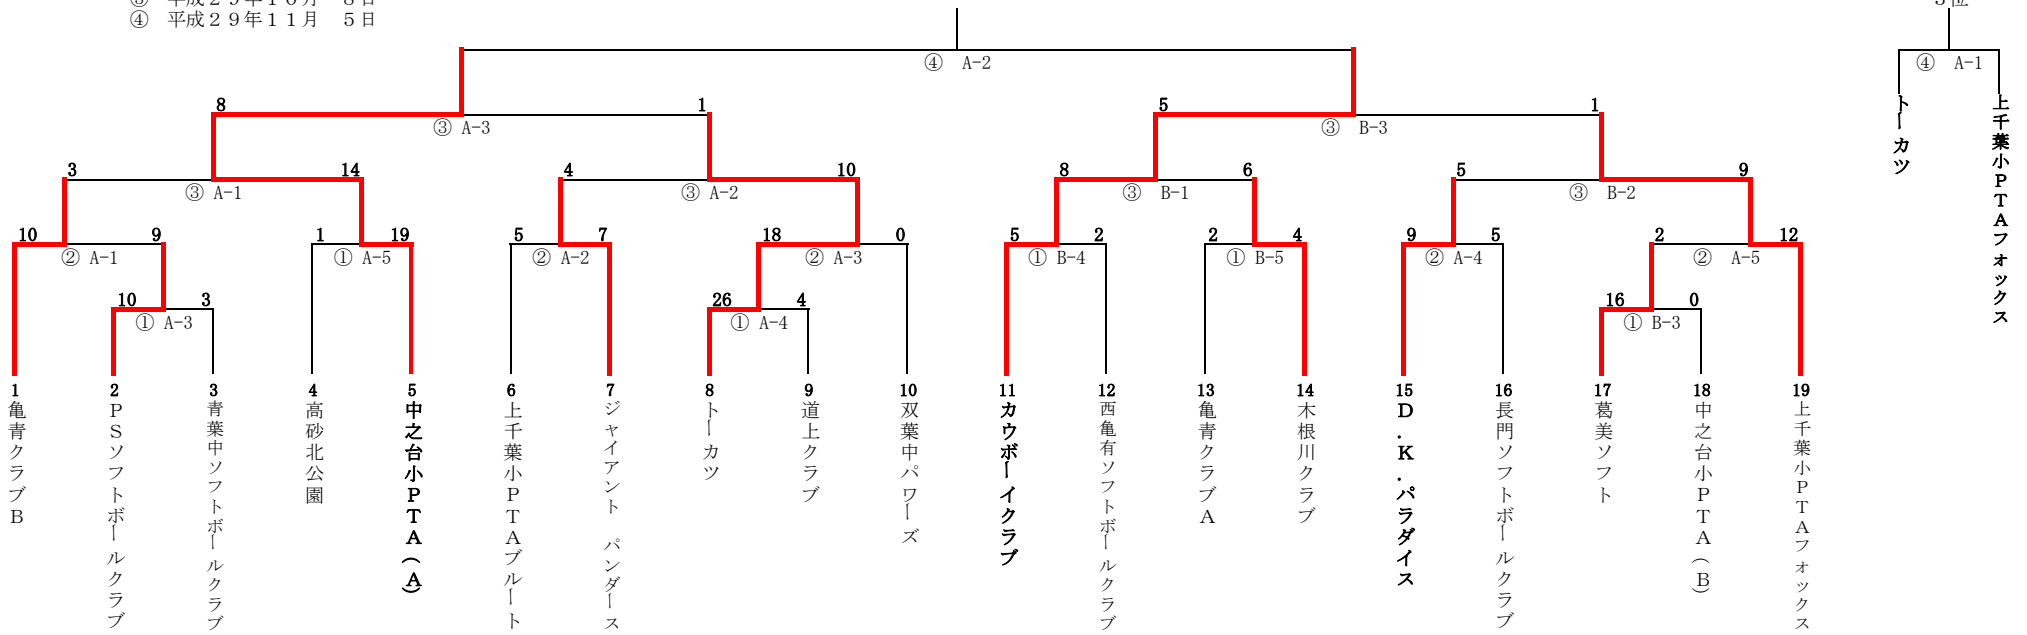 ③　平成２９年１０月　８日
④　平成２９年１１月　５日
3位
④　A-2
④　A-1
8 1 5 1
③ A-3
③ B-3
トーカツ
上千葉小ＰＴＡフォックス
3 14 4 10 8 6 5 9
③ A-1
③ A-2
③ B-1
③ B-2
10 9 1 19 5 7 18 0 5 2 2 4 9 5 2 12
② A-1
① A-5
② A-2
② A-3
① B-4
① B-5
② A-4
②　A-5
10 3 26 4 16 0
① A-3
① A-4
① B-3
1 亀青クラブＢ
2 ＰＳソフトボールクラブ
3 青葉中ソフトボールクラブ
4 高砂北公園
5 中之台小ＰＴＡ（Ａ）
6 上千葉小ＰＴＡブルート
7 ジャイアント　パンダース
8 トーカツ
9 道上クラブ
10 双葉中パワーズ
11 カウボーイクラブ
12 西亀有ソフトボールクラブ
13 亀青クラブＡ
14 木根川クラブ
15 Ｄ．Ｋ．パラダイス
16 長門ソフトボールクラブ
17 葛美ソフト
18 中之台小ＰＴＡ（Ｂ）
19 上千葉小ＰＴＡフォックス